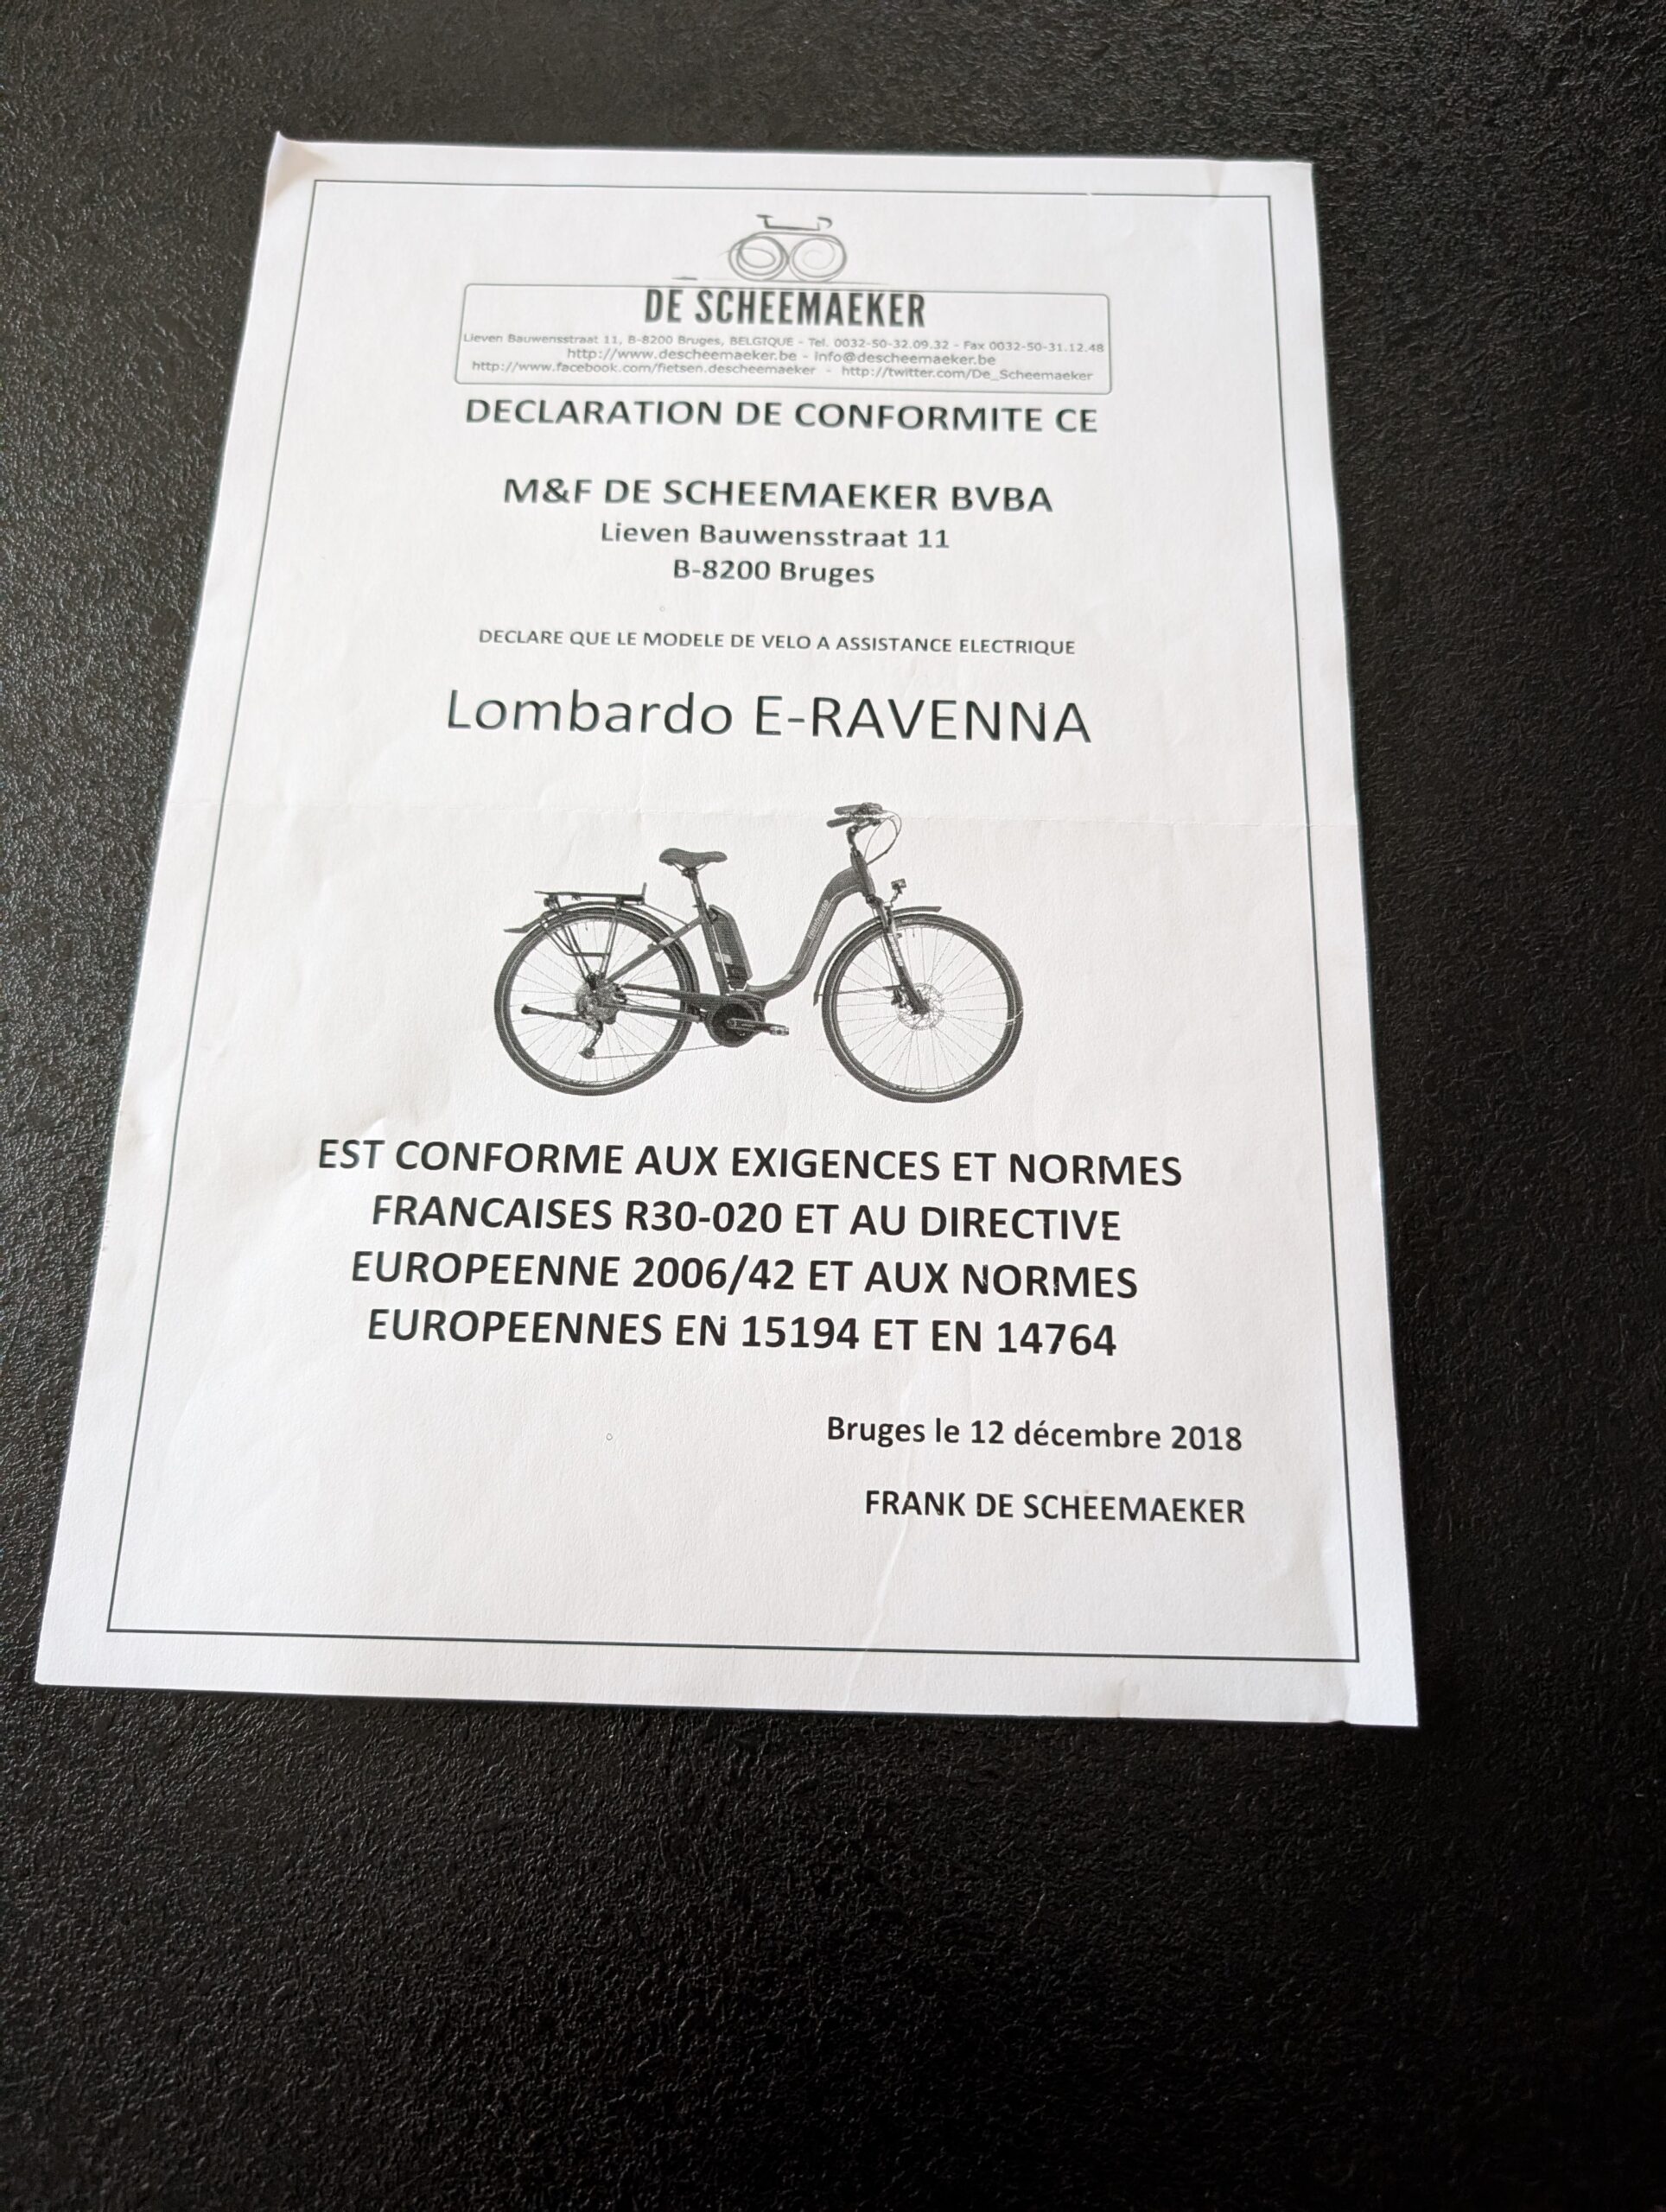 DE SCHEEMAEKER
Lieven Bauwensstraat 11, B-8200 Bruges, BELGIQUE - Tel. 0032-50-32.09.32 - Fax 0032-50-31.12.48
http://www.descheemaeker.be - info@descheemaeker.be
http://www.facebook.com/fietsen.descheemaeker - http://twitter.com/De_Scheemaeker
DECLARATION DE CONFORMITE CE
M&F DE SCHEEMAEKER BVBA
Lieven Bauwensstraat 11
B-8200 Bruges
DECLARE QUE LE MODELE DE VELO A ASSISTANCE ELECTRIQUE
Lombardo E-RAVENNA
EST CONFORME AUX EXIGENCES ET NORMES
FRANCAISES R30-020 ET AU DIRECTIVE
EUROPEENNE 2006/42 ET AUX NORMES
EUROPEENNES EN 15194 ET EN 14764
Bruges le 12 décembre 2018
FRANK DE SCHEEMAEKER